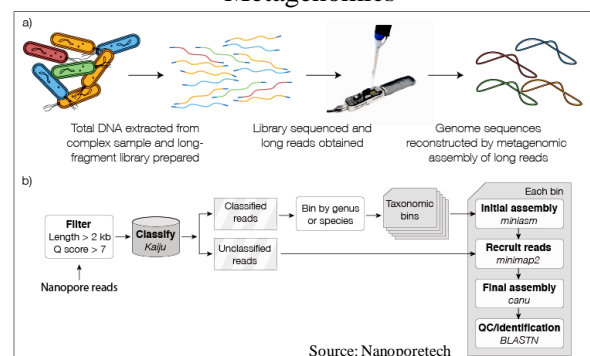 Metagenomics
a)
Total DNA extracted from
complex sample and long-
fragment library prepared
Library sequenced and
long reads obtained
Genome sequences
reconstructed by metagenomic
assembly of long reads
b)
Filter
Length > 2 kb
Q score > 7
Nanopore reads
Classify
Kaiju
Classified
reads
Unclassified
reads
Bin by genus
or species
Taxonomic
bins
Each bin
Initial assembly
miniasm
Recruit reads
minimap2
Final assembly
canu
QC/identification
BLASTN
Source: Nanoporetech